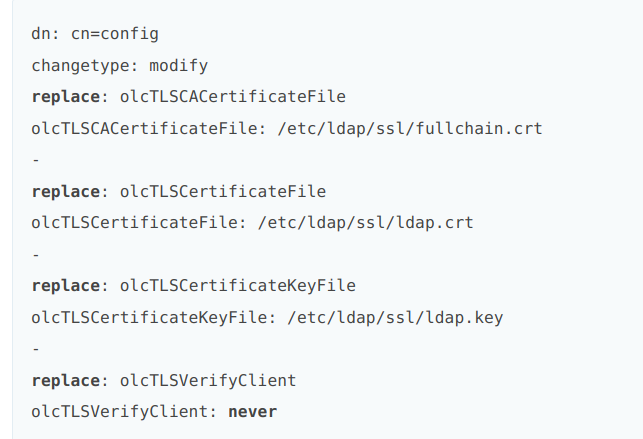 dn: cn=config
changetype: modify
replace: olcTLSCACertificateFile
olcTLSCACertificateFile: /etc/ldap/ssl/fullchain.crt
-
replace: olcTLSCertificateFile
olcTLSCertificateFile: /etc/ldap/ssl/ldap.crt
-
replace: olcTLSCertificateKeyFile
olcTLSCertificateKeyFile: /etc/ldap/ssl/ldap.key
-
replace: olcTLSVerifyClient
olcTLSVerifyClient: never